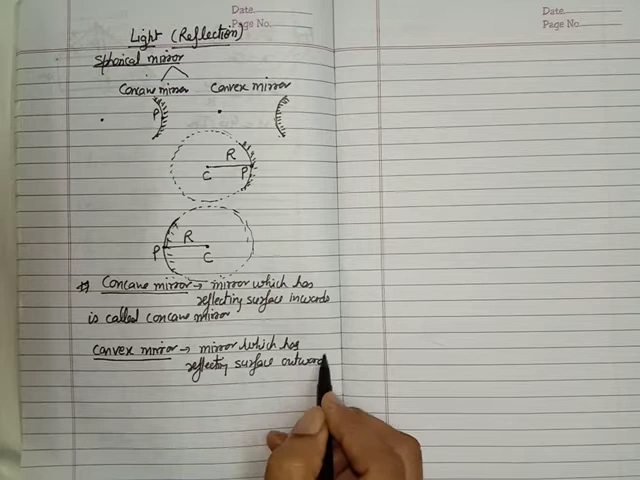 Date
Page No.
Date
Page No.
Light (Reflection)
Spherical mirror
Concave mirror Convex mirror
P
R
C P
R
P C
Concave mirror → mirror which has
reflecting surface inwards
is called concave mirror
Convex mirror → mirror which has
reflecting surface outward